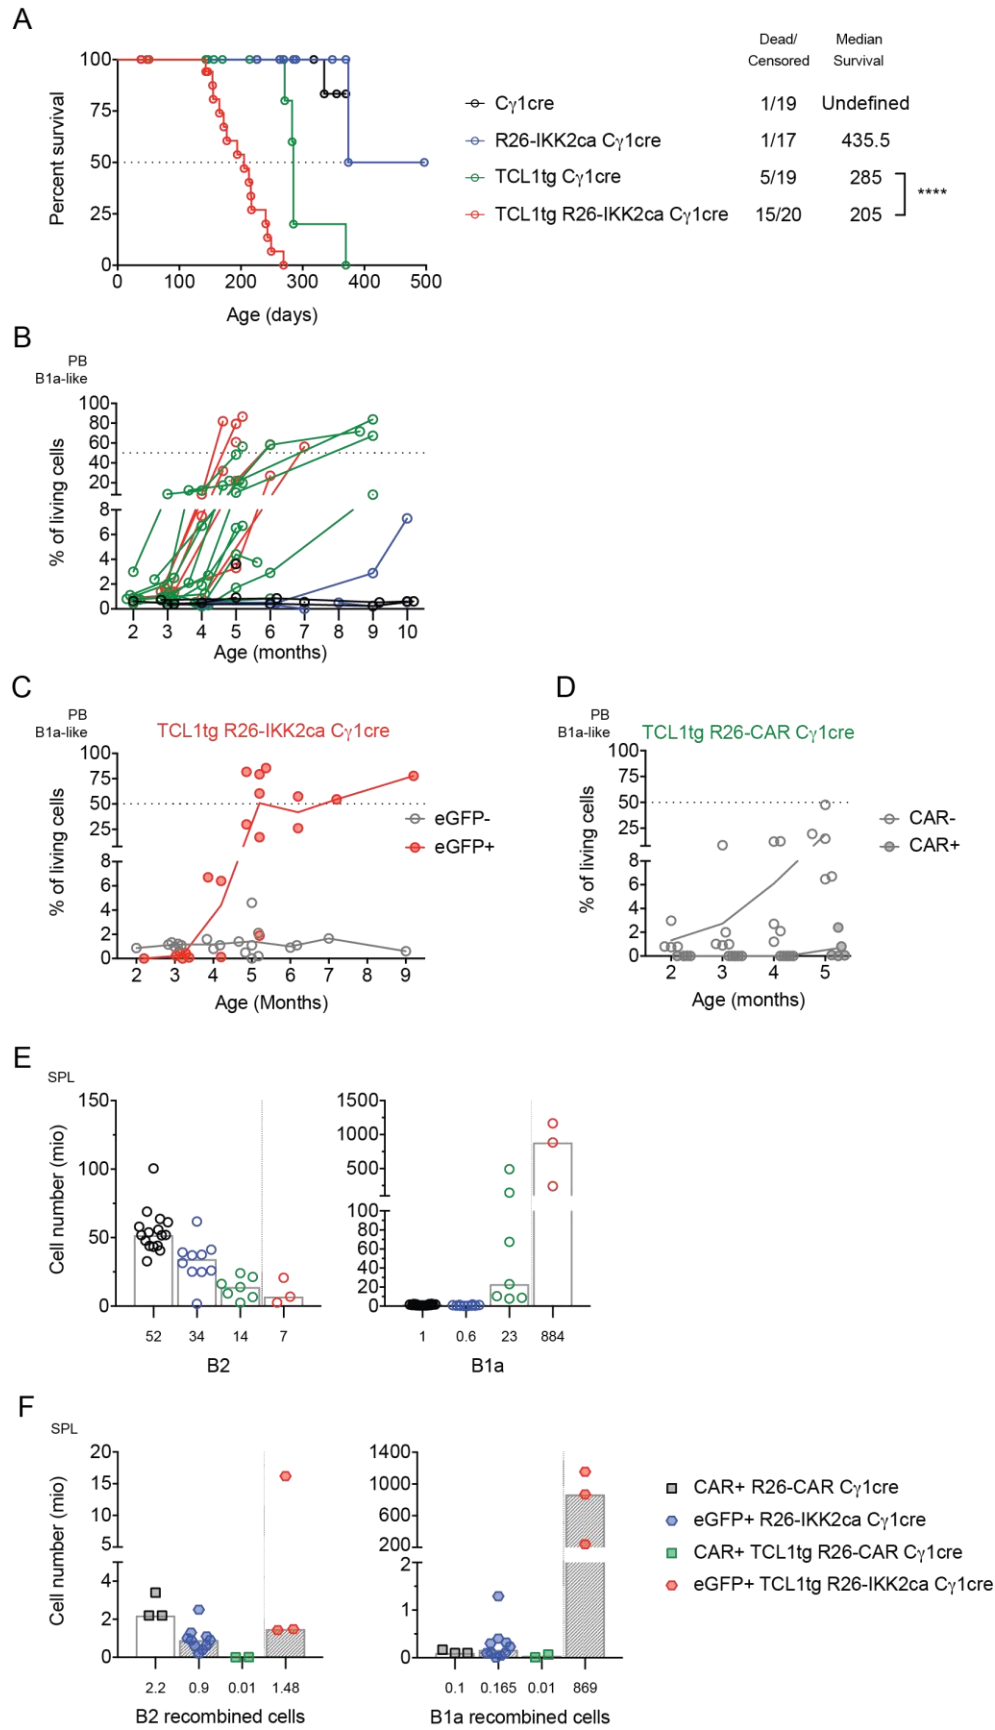 A
Dead/ Median
Censored Survival
Cγ1cre 1/19 Undefined
R26-IKK2ca Cγ1cre 1/17 435.5
TCL1tg Cγ1cre 5/19 285
TCL1tg R26-IKK2ca Cγ1cre 15/20 205
****
Percent survival
100
75
50
25
0
0 100 200 300 400 500
Age (days)
B
PB
B1a-like
% of living cells
100
80
60
40
20
8
6
4
2
0
2 3 4 5 6 7 8 9 10
Age (months)
C
PB
B1a-like
TCL1tg R26-IKK2ca Cγ1cre
% of living cells
100
75
50
25
8
6
4
2
0
2 3 4 5 6 7 8 9
Age (Months)
eGFP-
eGFP+
D
PB
B1a-like
TCL1tg R26-CAR Cγ1cre
% of living cells
100
75
50
25
8
6
4
2
0
2 3 4 5
Age (months)
CAR-
CAR+
E
SPL
Cell number (mio)
150
100
50
0
52 34 14 7
B2
1500
1000
500
100
80
60
40
20
0
1 0.6 23 884
B1a
F
SPL
Cell number (mio)
20
15
10
5
4
2
0
2.2 0.9 0.01 1.48
B2 recombined cells
1400
1000
600
200
2
1
0
0.1 0.165 0.01 869
B1a recombined cells
CAR+ R26-CAR Cγ1cre
eGFP+ R26-IKK2ca Cγ1cre
CAR+ TCL1tg R26-CAR Cγ1cre
eGFP+ TCL1tg R26-IKK2ca Cγ1cre